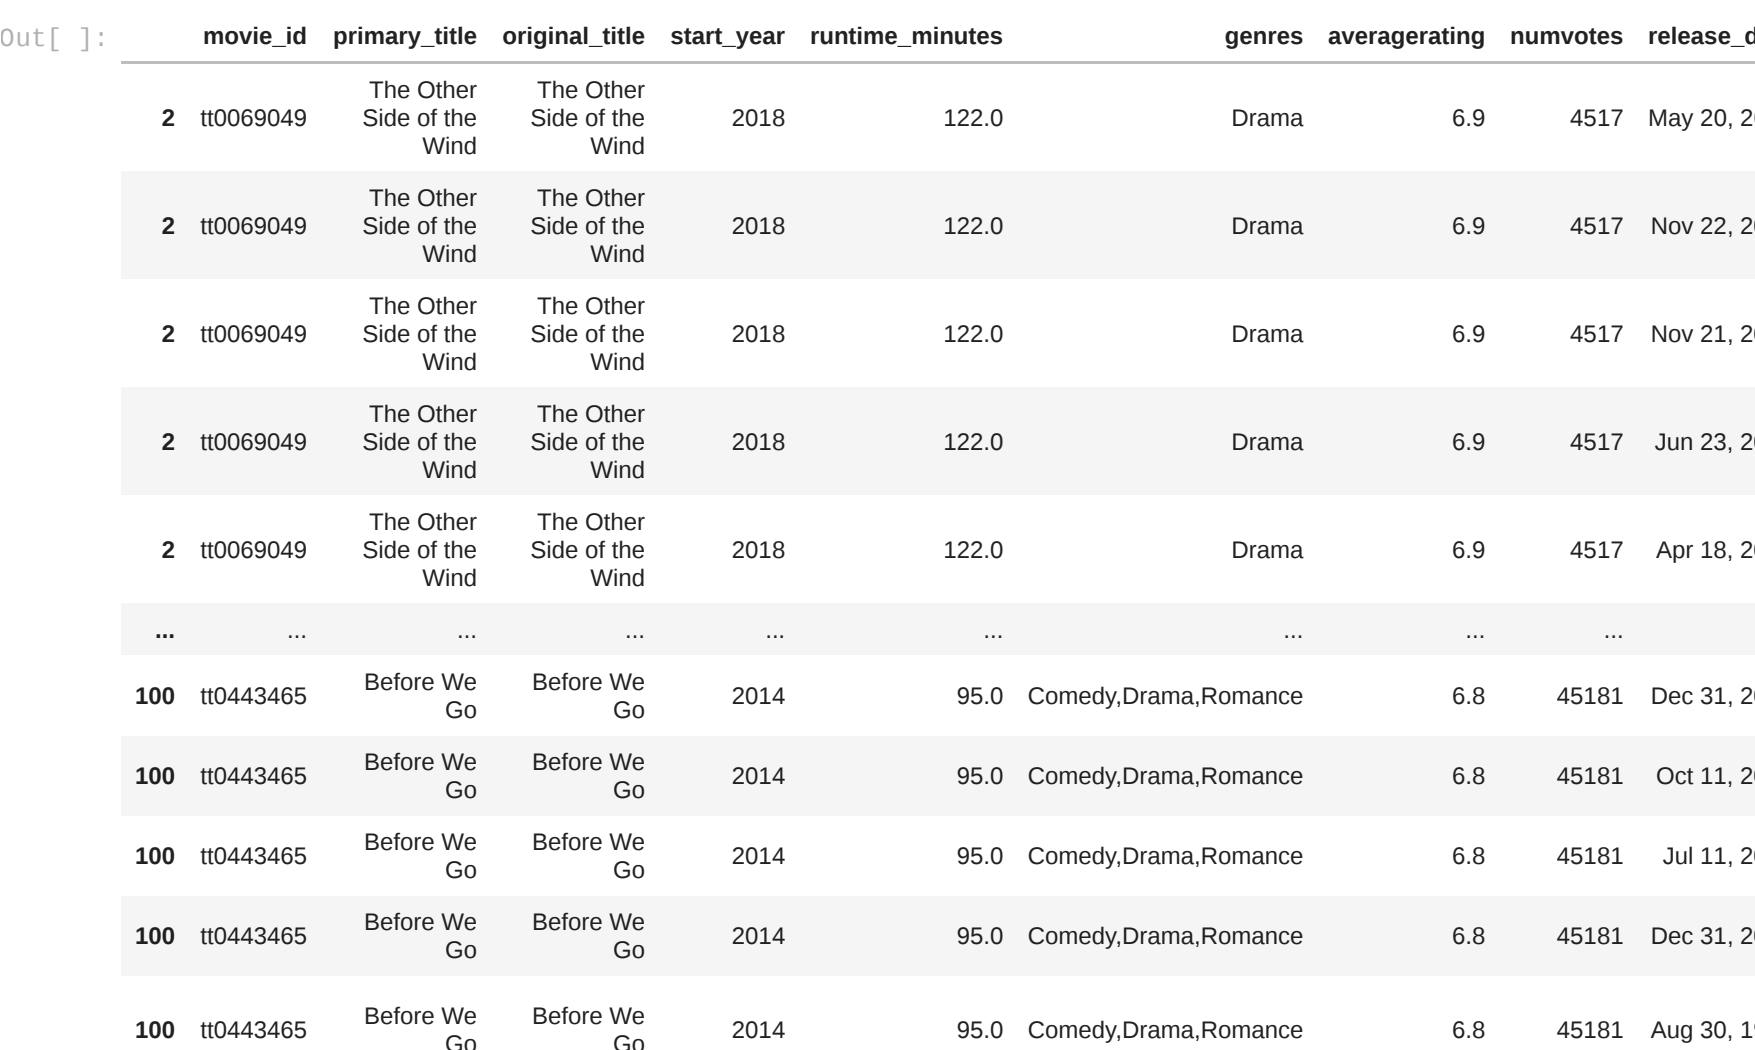 Out[ ]:
movie_id primary_title original_title start_year runtime_minutes genres averagerating numvotes release_d
The Other The Other
2 tt0069049 Side of the Side of the 2018 122.0 Drama 6.9 4517 May 20, 20
Wind Wind
The Other The Other
2 tt0069049 Side of the Side of the 2018 122.0 Drama 6.9 4517 Nov 22, 20
Wind Wind
The Other The Other
2 tt0069049 Side of the Side of the 2018 122.0 Drama 6.9 4517 Nov 21, 20
Wind Wind
The Other The Other
2 tt0069049 Side of the Side of the 2018 122.0 Drama 6.9 4517 Jun 23, 20
Wind Wind
The Other The Other
2 tt0069049 Side of the Side of the 2018 122.0 Drama 6.9 4517 Apr 18, 20
Wind Wind
... ... ... ... ... ... ... ... ...
Before We Before We
100 tt0443465 2014 95.0 Comedy,Drama,Romance 6.8 45181 Dec 31, 20
Go Go
Before We Before We
100 tt0443465 2014 95.0 Comedy,Drama,Romance 6.8 45181 Oct 11, 20
Go Go
Before We Before We
100 tt0443465 2014 95.0 Comedy,Drama,Romance 6.8 45181 Jul 11, 20
Go Go
Before We Before We
100 tt0443465 2014 95.0 Comedy,Drama,Romance 6.8 45181 Dec 31, 20
Go Go
Before We Before We
100 tt0443465 2014 95.0 Comedy,Drama,Romance 6.8 45181 Aug 30, 19
Go Go